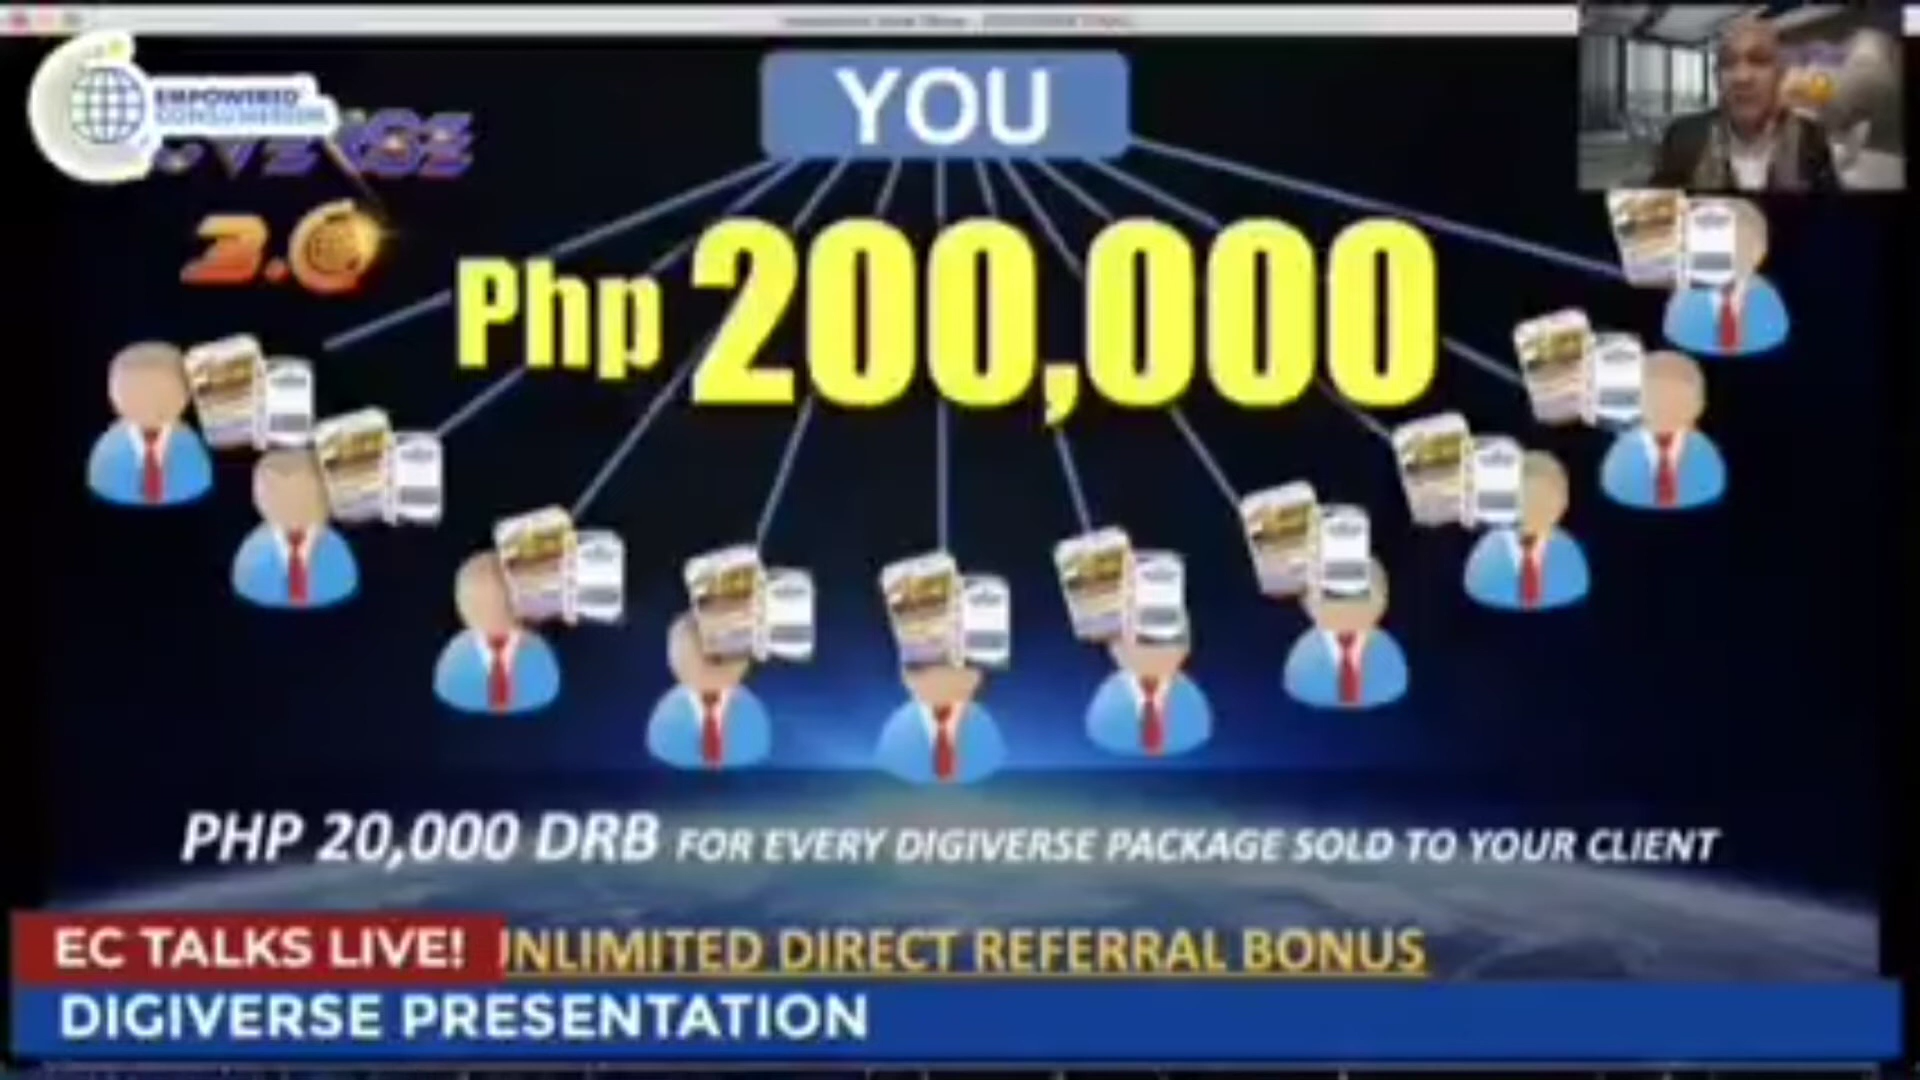 YOU
EMPOWERED
CONSUMERISM
Php 200,000
PHP 20,000 DRB FOR EVERY DIGIVERSE PACKAGE SOLD TO YOUR CLIENT
EC TALKS LIVE!
UNLIMITED DIRECT REFERRAL BONUS
DIGIVERSE PRESENTATION